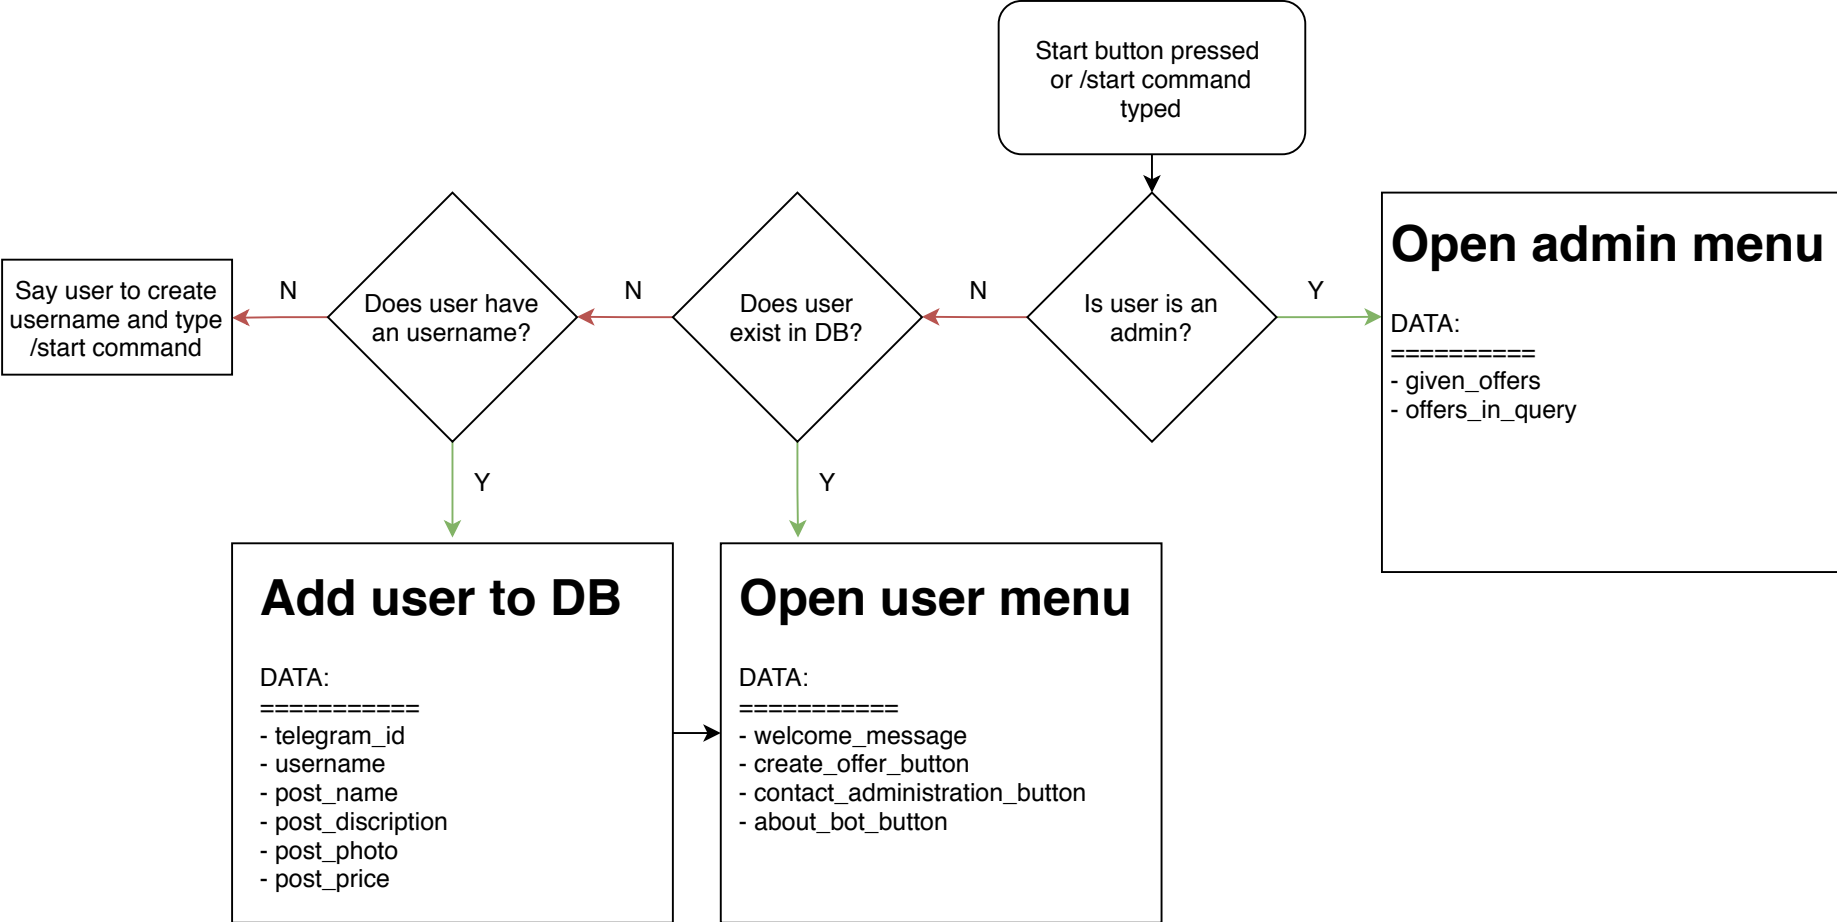 Start button pressed
or /start command
typed
Is user is an
admin?
Y
N
Open admin menu
DATA:
==========
- given_offers
- offers_in_query
Does user
exist in DB?
Y
N
Does user have
an username?
Y
N
Say user to create
username and type
/start command
Add user to DB
DATA:
===========
- telegram_id
- username
- post_name
- post_discription
- post_photo
- post_price
Open user menu
DATA:
===========
- welcome_message
- create_offer_button
- contact_administration_button
- about_bot_button